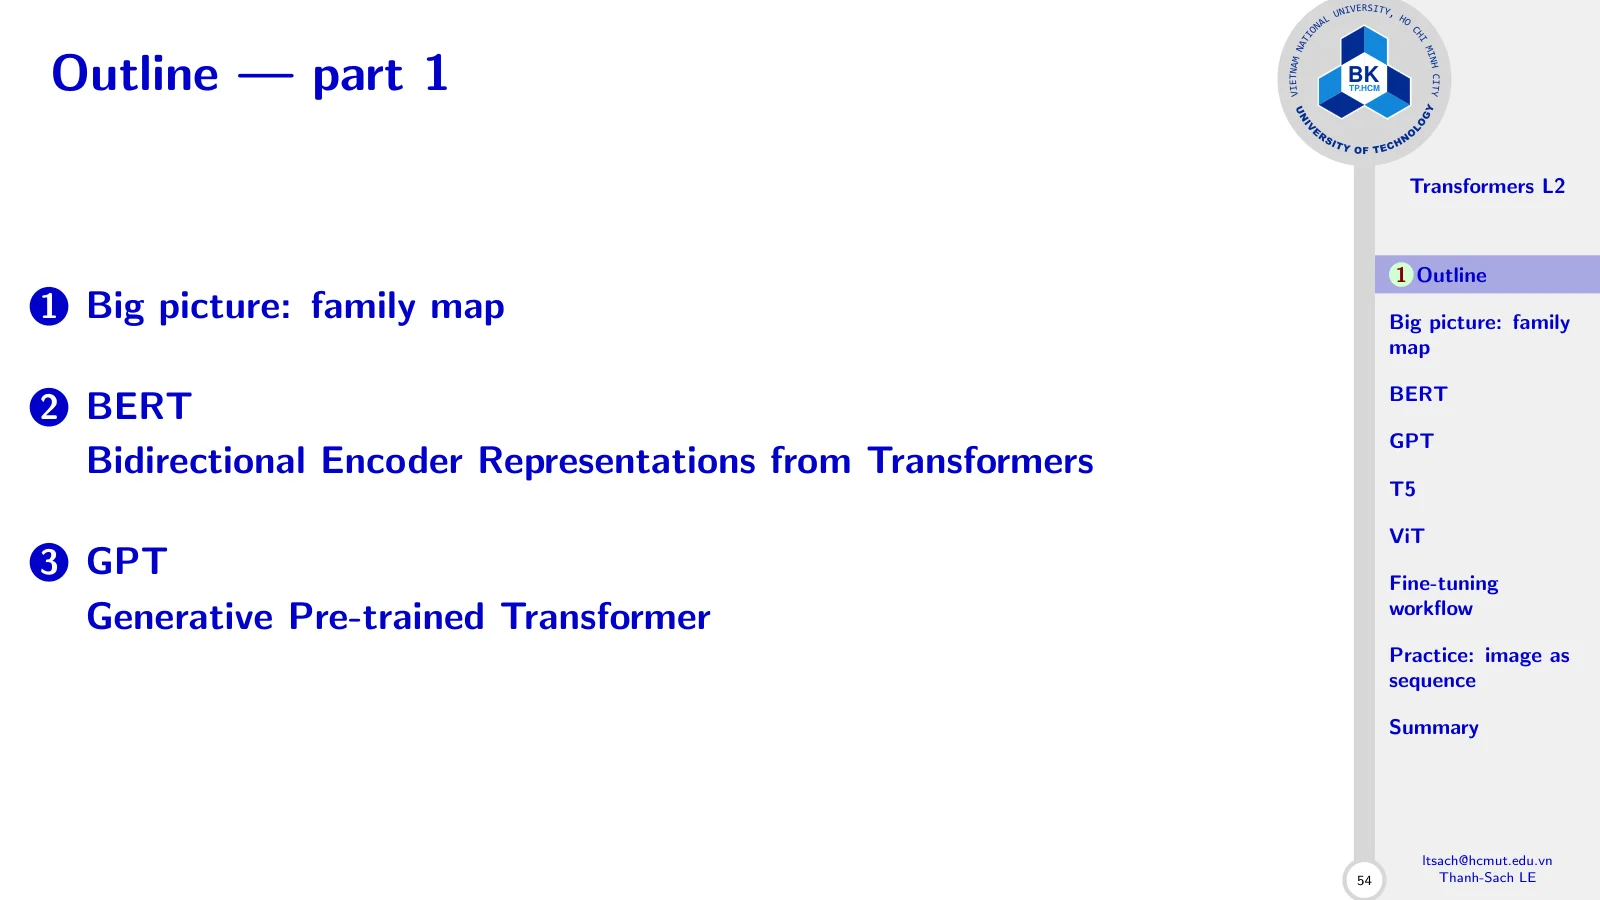 Outline — part 1
1 Big picture: family map
2 BERT
Bidirectional Encoder Representations from Transformers
3 GPT
Generative Pre-trained Transformer
VIETNAM NATIONAL UNIVERSITY, HO CHI MINH CITY
BK
TP.HCM
UNIVERSITY OF TECHNOLOGY
Transformers L2
1 Outline
Big picture: family
map
BERT
GPT
T5
ViT
Fine-tuning
workflow
Practice: image as
sequence
Summary
ltsach@hcmut.edu.vn
Thanh-Sach LE
54